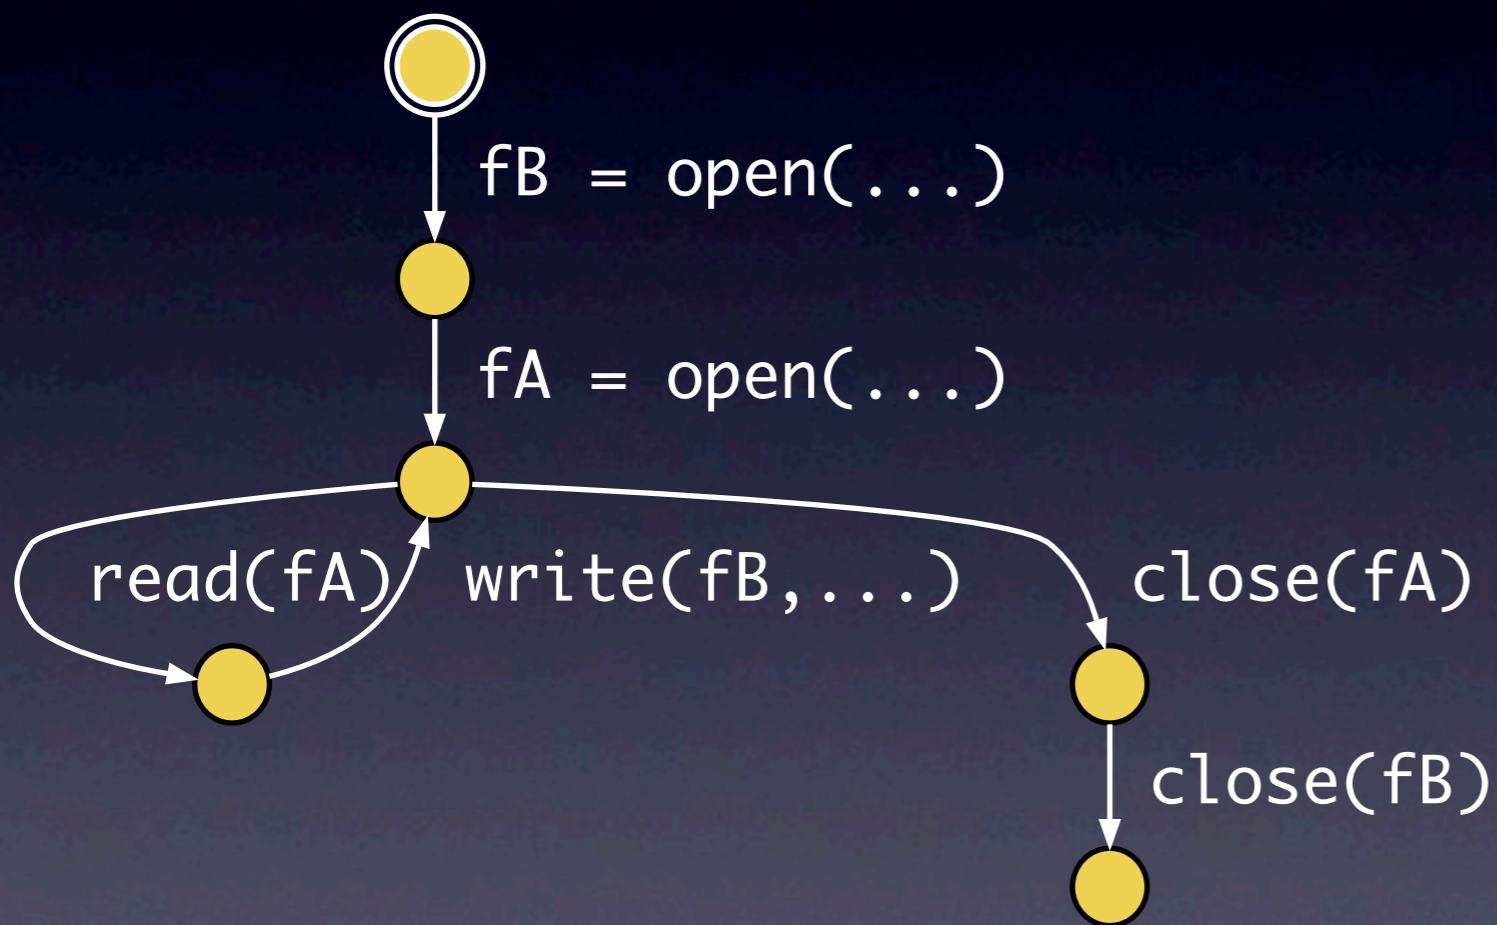 fB = open(...)
fA = open(...)
read(fA)
write(fB,...)
close(fA)
close(fB)